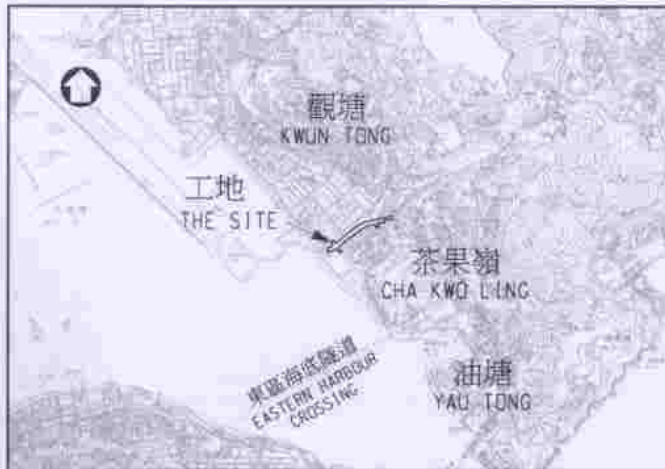 觀塘
KWUN TONG
工地
THE SITE
茶果嶺
CHA KWO LING
東區海底隧道
EASTERN HARBOUR
CROSSING
油塘
YAU TONG